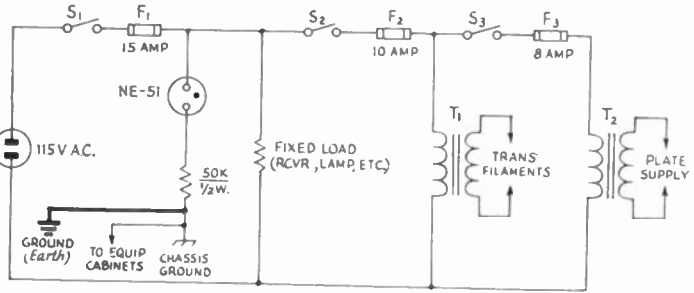 S1
F1
S2
F2
S3
F3
15 AMP
10 AMP
8 AMP
NE-51
115V A.C.
FIXED LOAD
(RCVR, LAMP, ETC.)
T1
TRANS
FILAMENTS
T2
PLATE
SUPPLY
50K
1/2W.
GROUND
(Earth)
TO EQUIP
CABINETS
CHASSIS
GROUND